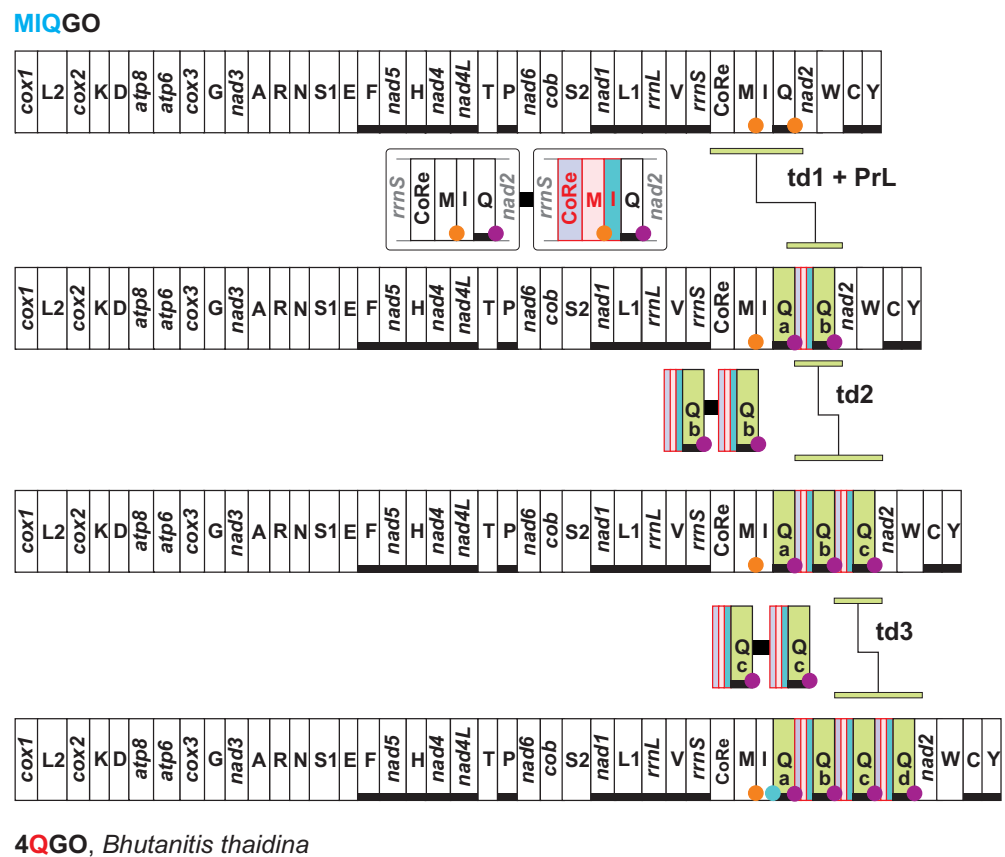 MIQGO
cox1 L2 cox2 K D atp8 atp6 cox3 G nad3 A R N S1 E F nad5 H nad4 nad4L T P nad6 cob S2 nad1 L1 rrnL V rrnS CoRe M I Q nad2 W C Y
td1 + PrL
rrnS CoRe M I Q nad2 rrnS CoRe M I Q nad2
cox1 L2 cox2 K D atp8 atp6 cox3 G nad3 A R N S1 E F nad5 H nad4 nad4L T P nad6 cob S2 nad1 L1 rrnL V rrnS CoRe M I Q a Q b nad2 W C Y
td2
Q b Q b
cox1 L2 cox2 K D atp8 atp6 cox3 G nad3 A R N S1 E F nad5 H nad4 nad4L T P nad6 cob S2 nad1 L1 rrnL V rrnS CoRe M I Q a Q b Q c nad2 W C Y
td3
Q c Q c
cox1 L2 cox2 K D atp8 atp6 cox3 G nad3 A R N S1 E F nad5 H nad4 nad4L T P nad6 cob S2 nad1 L1 rrnL V rrnS CoRe M I Q a Q b Q c Q d nad2 W C Y
4QGO, Bhutanitis thaidina